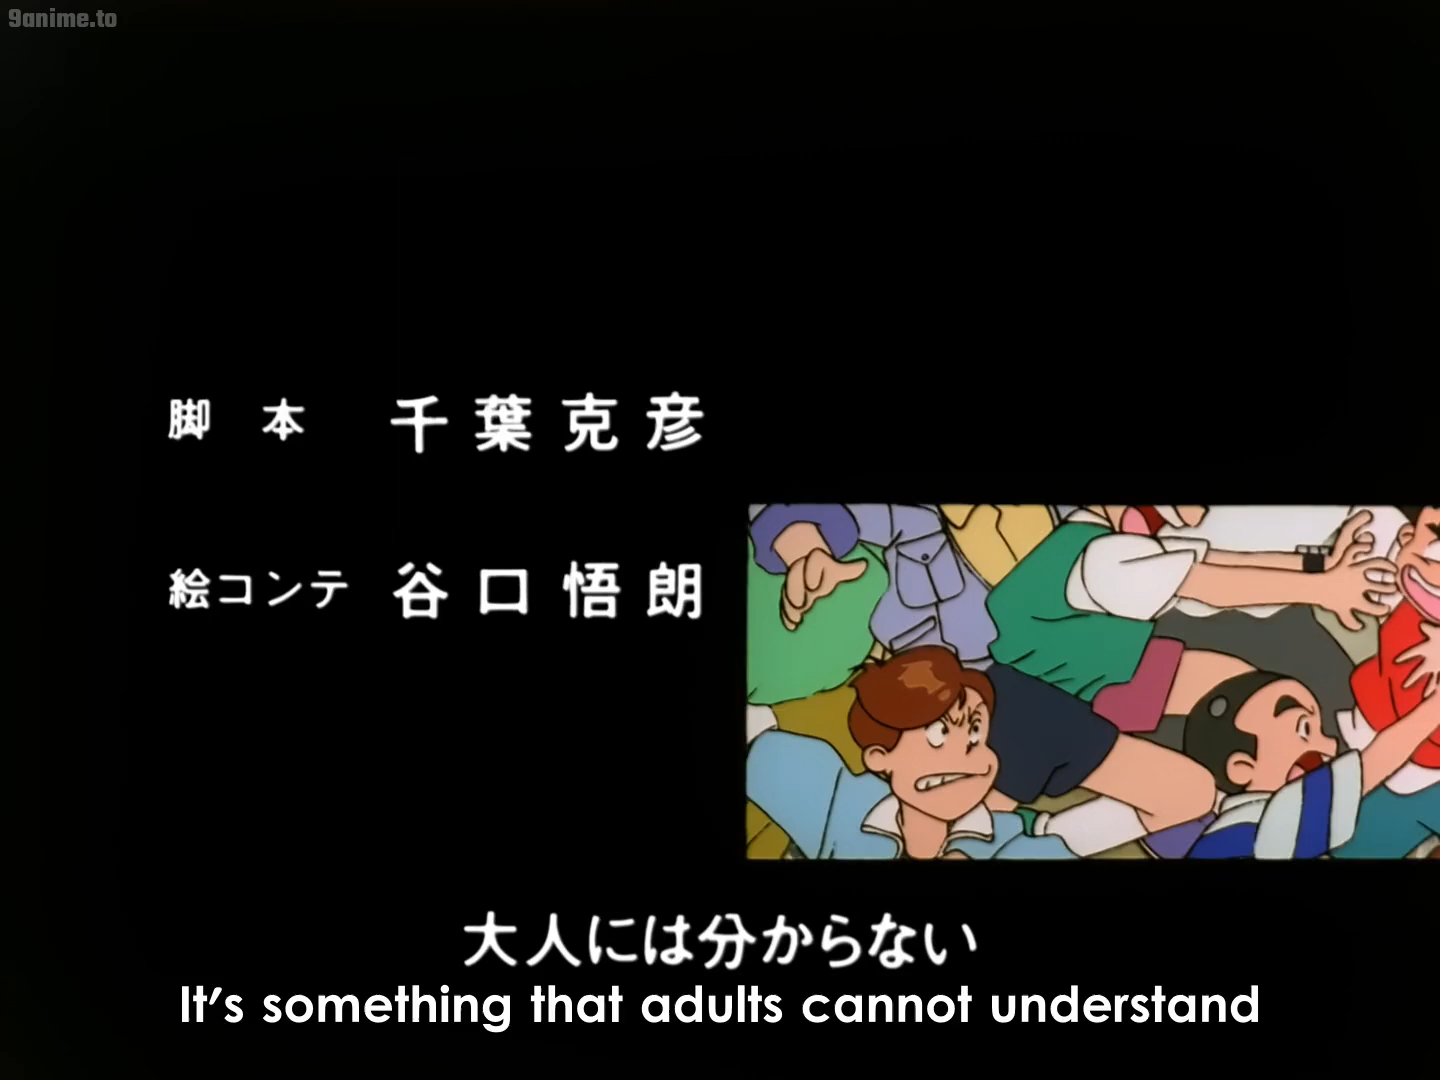 9anime.to
脚本 千葉克彦
絵コンテ 谷口悟朗
大人には分からない
It's something that adults cannot understand